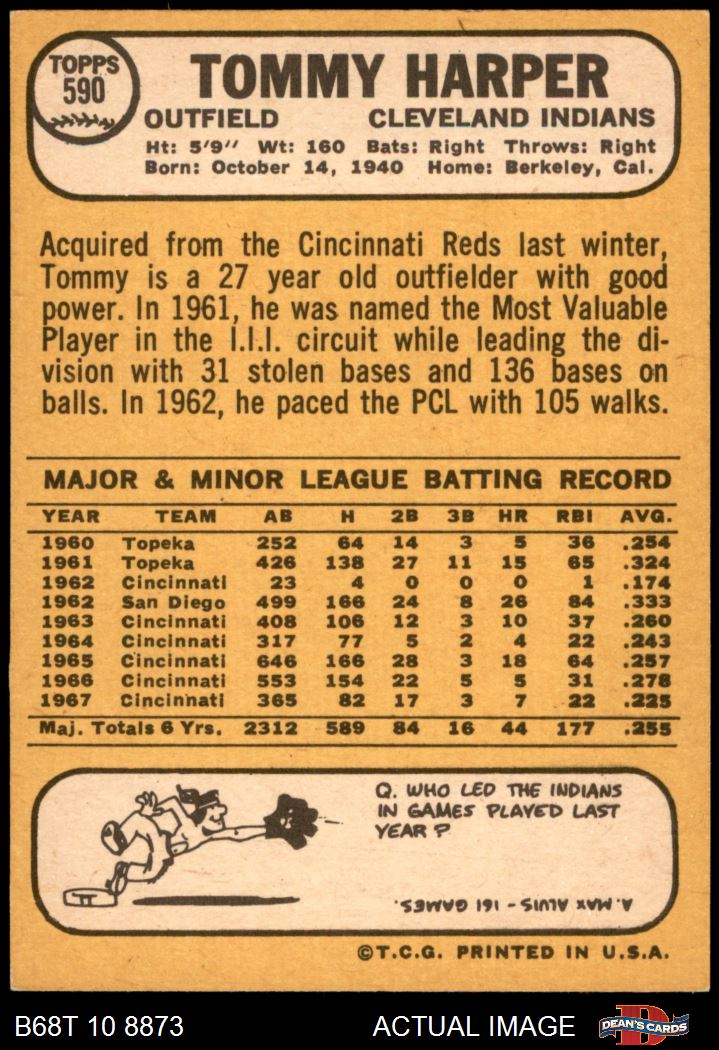 TOPPS
590
TOMMY HARPER
OUTFIELD CLEVELAND INDIANS
Ht: 5'9" Wt: 160 Bats: Right Throws: Right
Born: October 14, 1940 Home: Berkeley, Cal.
Acquired from the Cincinnati Reds last winter,
Tommy is a 27 year old outfielder with good
power. In 1961, he was named the Most Valuable
Player in the I.I.I. circuit while leading the di-
vision with 31 stolen bases and 136 bases on
balls. In 1962, he paced the PCL with 105 walks.
MAJOR & MINOR LEAGUE BATTING RECORD
YEAR TEAM AB H 2B 3B HR RBI AVG.
1960 Topeka 252 64 14 3 5 36 .254
1961 Topeka 426 138 27 11 15 65 .324
1962 Cincinnati 23 4 0 0 0 1 .174
1962 San Diego 499 166 24 8 26 84 .333
1963 Cincinnati 408 106 12 3 10 37 .260
1964 Cincinnati 317 77 5 2 4 22 .243
1965 Cincinnati 646 166 28 3 18 64 .257
1966 Cincinnati 553 154 22 5 5 31 .278
1967 Cincinnati 365 82 17 3 7 22 .225
Maj. Totals 6 Yrs. 2312 589 84 16 44 177 .255
Q. WHO LED THE INDIANS
IN GAMES PLAYED LAST
YEAR?
A. MAX ALVIS - 161 GAMES.
©T.C.G. PRINTED IN U.S.A.
B68T 10 8873 ACTUAL IMAGE
D
DEAN'S CARDS